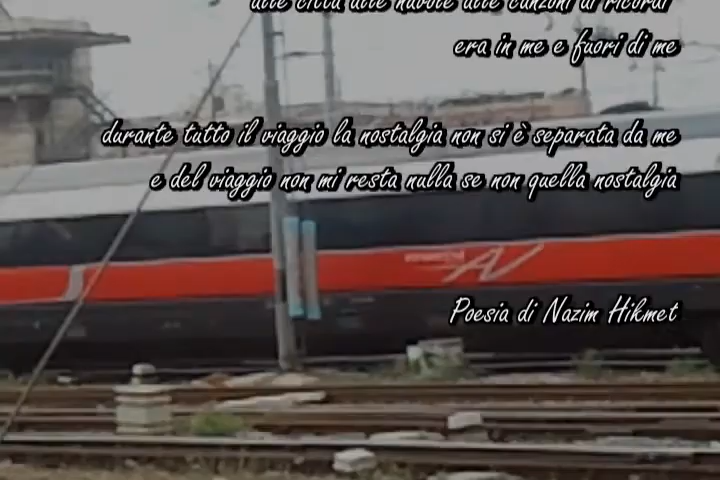 alle città alle nuvole alle canzoni ai ricordi
era in me e fuori di me
durante tutto il viaggio la nostalgia non si è separata da me
e del viaggio non mi resta nulla se non quella nostalgia
Poesia di Nazim Hikmet